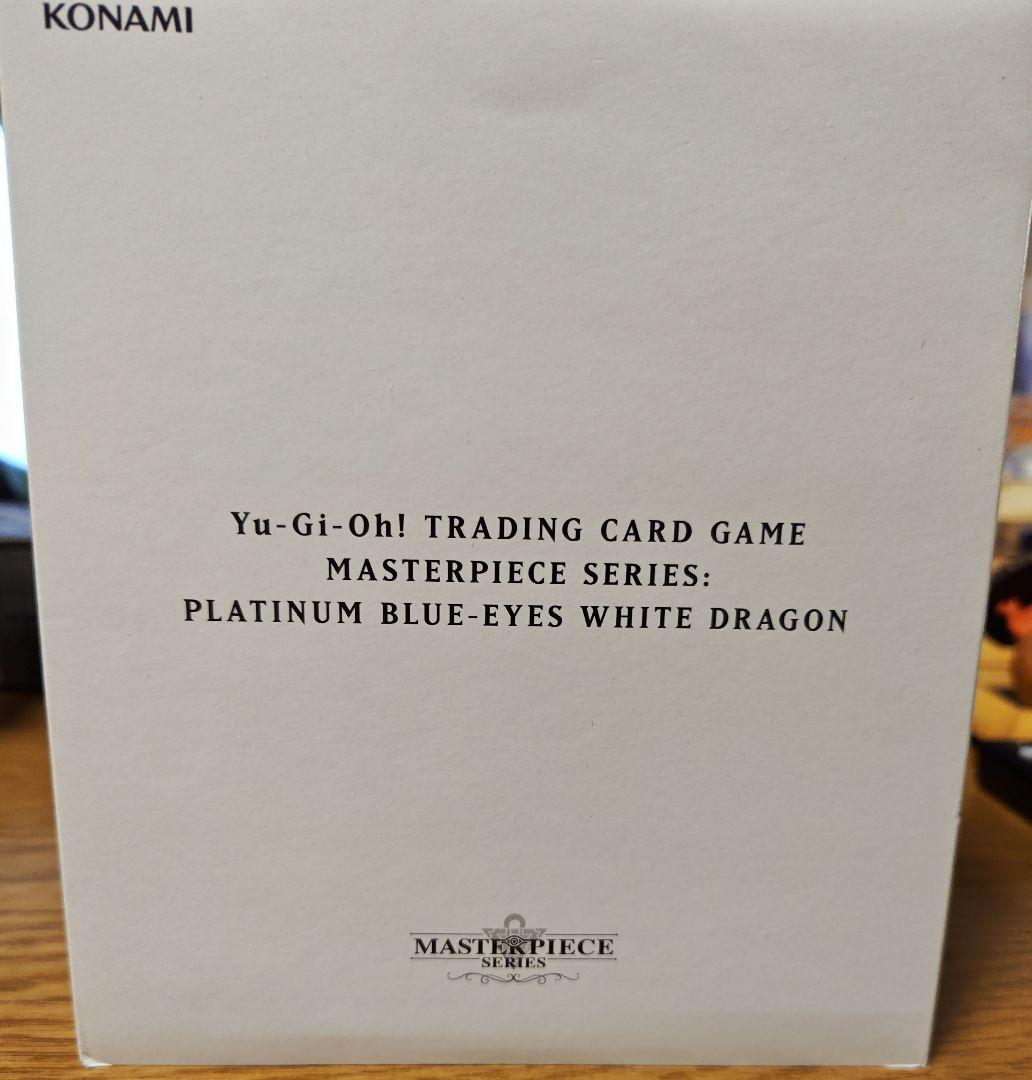 KONAMI
Yu-Gi-Oh! TRADING CARD GAME
MASTERPIECE SERIES:
PLATINUM BLUE-EYES WHITE DRAGON
MASTERPIECE
SERIES